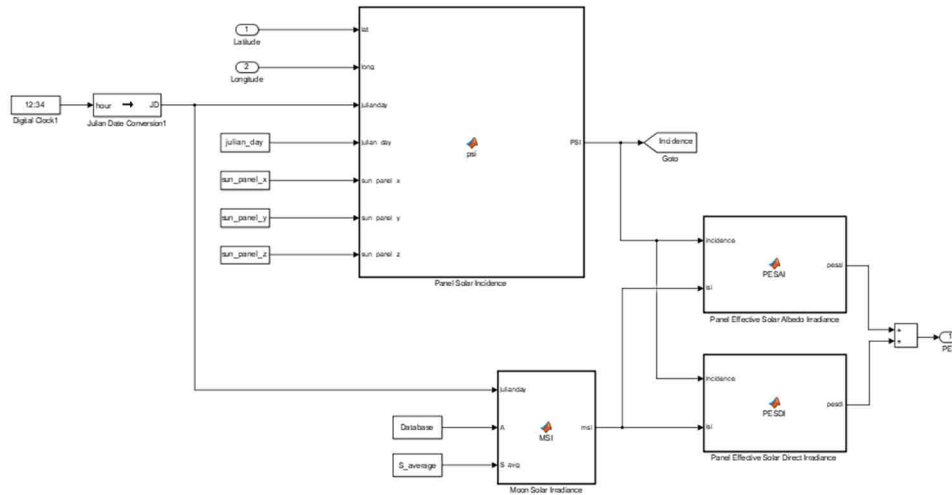 1
Latitude
2
Longitude
12:34
Digital Clock1
hour
JD
Julian Date Conversion1
julian_day
sun_panel_x
sun_panel_y
sun_panel_z
lat
long
julianday
julian day
sun panel x
sun panel y
sun panel z
psi
PSI
Panel Solar Incidence
Incidence
Goto
Incidence
isi
PESAI
pesai
Panel Effective Solar Albedo Irradiance
Incidence
isi
PESDI
pesdi
Panel Effective Solar Direct Irradiance
+
+
1
Database
S_average
julianday
A
S avg
MSI
msi
Moon Solar Irradiance